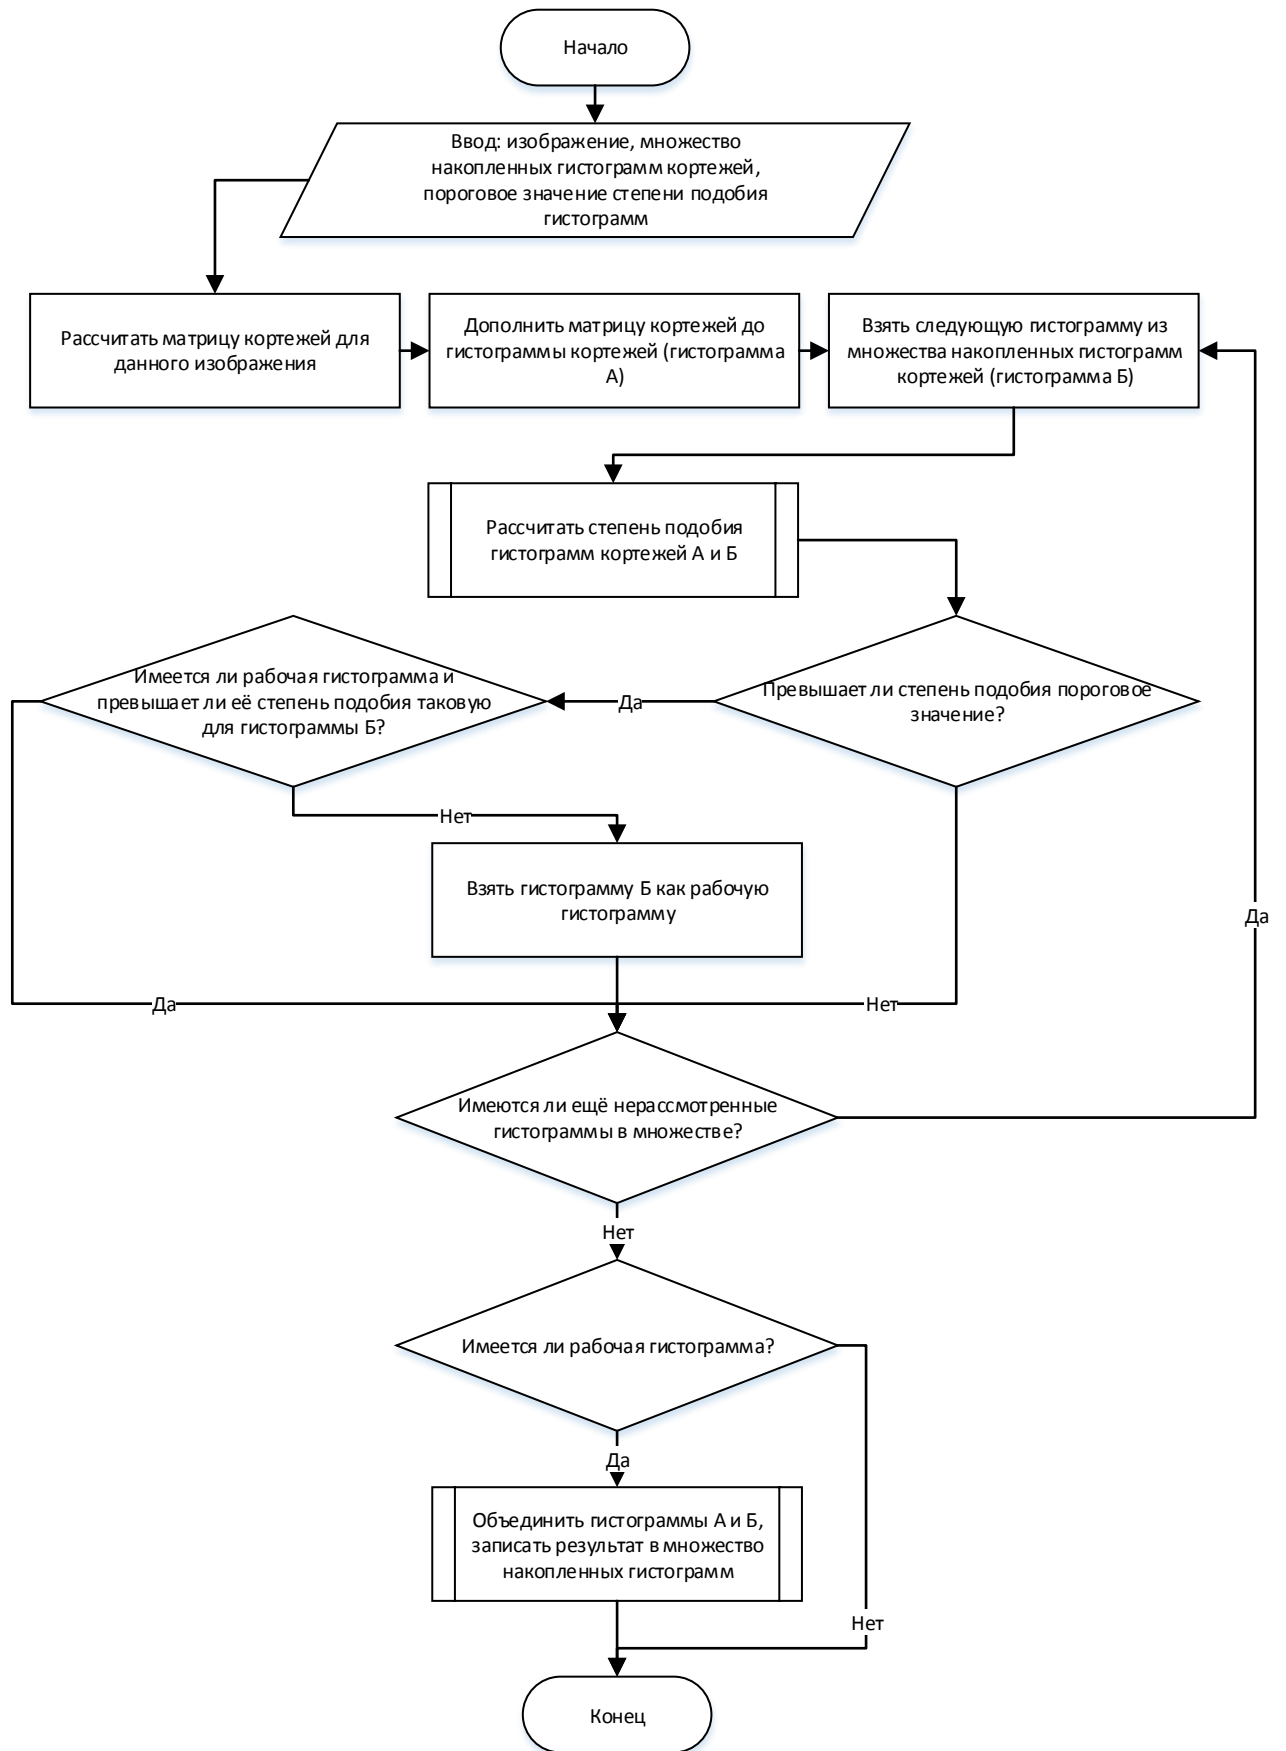 Начало
Ввод: изображение, множество
накопленных гистограмм кортежей,
пороговое значение степени подобия
гистограмм
Рассчитать матрицу кортежей для
данного изображения
Дополнить матрицу кортежей до
гистограммы кортежей (гистограмма
А)
Взять следующую гистограмму из
множества накопленных гистограмм
кортежей (гистограмма Б)
Рассчитать степень подобия
гистограмм кортежей А и Б
Имеется ли рабочая гистограмма и
превышает ли её степень подобия таковую
для гистограммы Б?
Да
Превышает ли степень подобия пороговое
значение?
Нет
Взять гистограмму Б как рабочую
гистограмму
Да
Да
Нет
Имеются ли ещё нерассмотренные
гистограммы в множестве?
Нет
Имеется ли рабочая гистограмма?
Да
Объединить гистограммы А и Б,
записать результат в множество
накопленных гистограмм
Нет
Конец